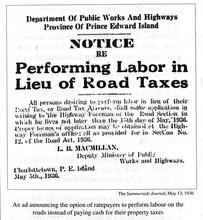 Department Of Public Works And Highways
Province Of Prince Edward Island
NOTICE
RE
Performing Labor in
Lieu of Road Taxes
All persons desiring to perform labor in lieu of their
Road Tax, or Road Tax Arrears, shall make application in
writing to the Highway Foreman of the Road Section in
which he lives not later than the 15th day of May, 1936.
Proper forms of application may be obtained at the High-
way Foreman's office; all as provided for in Section No.
12, of the Road Act, 1936.
L. B. MACMILLAN,
Deputy Minister of Public
Works and Highways.
Charlottetown, P. E. Island
May 5th, 1936.
The Summerside Journal, May 13, 1936
An ad announcing the option of ratepayers to perform labour on the
roads instead of paying cash for their property taxes